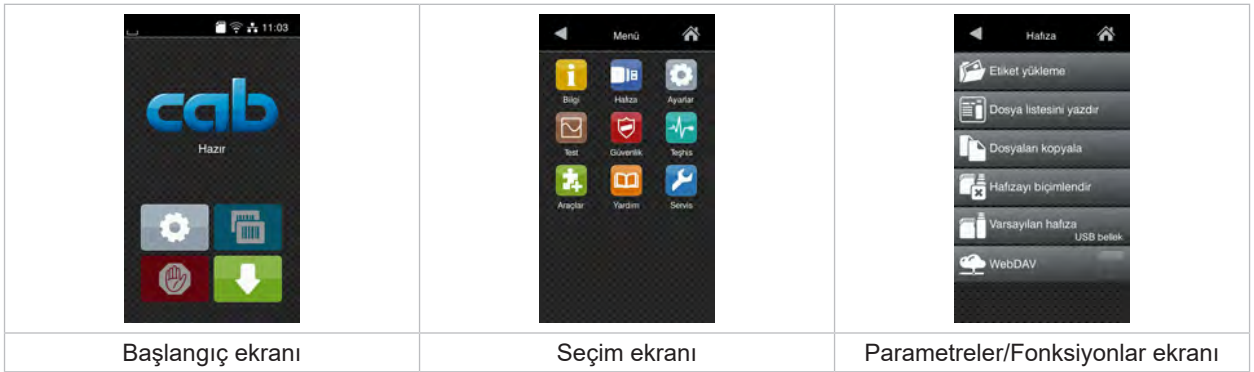 11:03
cab
Hazır
Başlangıç ekranı
Menü
Bilgi Hafıza Ayarlar
Test Güvenlik Teşhis
Araçlar Yardım Servis
Seçim ekranı
Hafıza
Etiket yükleme
Dosya listesini yazdır
Dosyaları kopyala
Hafızayı biçimlendir
Varsayılan hafıza
USB bellek
WebDAV
Parametreler/Fonksiyonlar ekranı